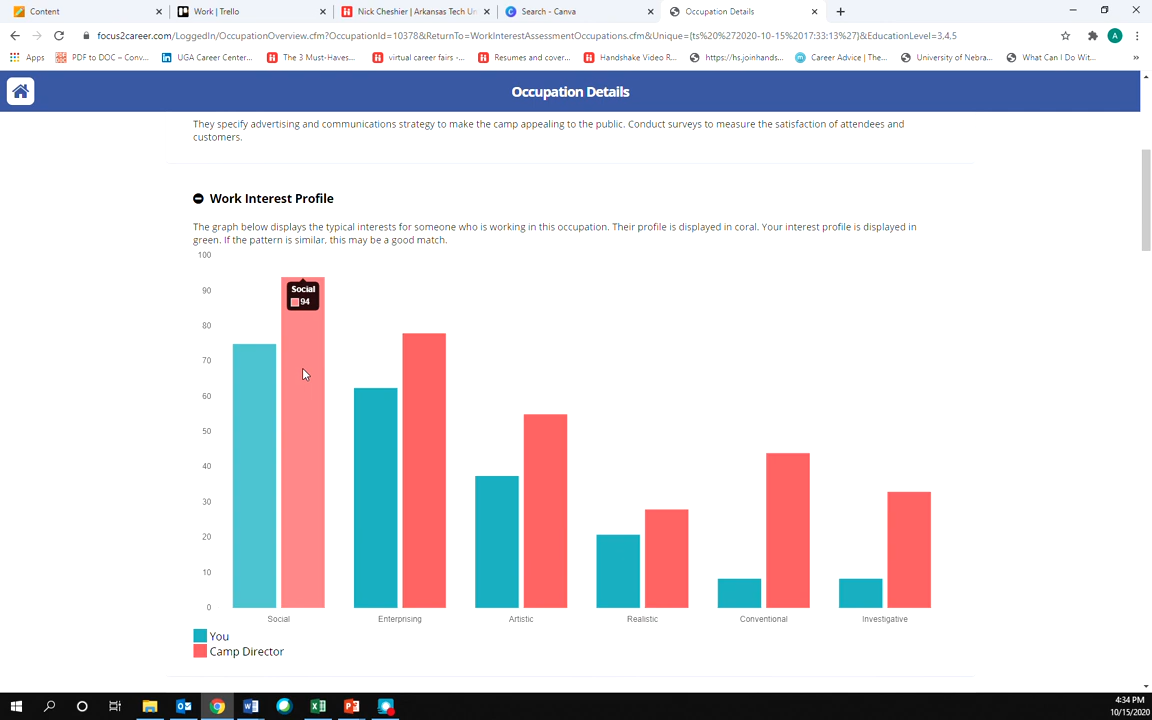 Content
Work | Trello
Nick Cheshier | Arkansas Tech Un
Search - Canva
Occupation Details
focus2career.com/LoggedIn/OccupationOverview.cfm?OccupationId=10378&ReturnTo=WorkInterestAssessmentOccupations.cfm&Unique={ts%20%272020-10-15%2017:33:13%27}&EducationLevel=3,4,5
A
Apps
PDF to DOC – Conv...
UGA Career Center...
The 3 Must-Haves...
virtual career fairs -...
Resumes and cover...
Handshake Video R...
https://hs.joinhands...
Career Advice | The...
University of Nebra...
What Can I Do Wit...
»
Occupation Details
They specify advertising and communications strategy to make the camp appealing to the public. Conduct surveys to measure the satisfaction of attendees and
customers.
Work Interest Profile
The graph below displays the typical interests for someone who is working in this occupation. Their profile is displayed in coral. Your interest profile is displayed in
green. If the pattern is similar, this may be a good match.
100
90
80
70
60
50
40
30
20
10
0
Social
94
Social
Enterprising
Artistic
Realistic
Conventional
Investigative
You
Camp Director
4:34 PM
10/15/2020